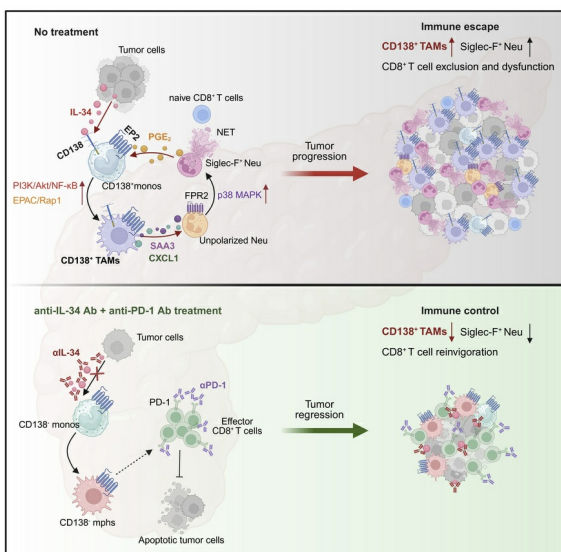 No treatment
Tumor cells
IL-34
CD138
EP2
PGE₂
naive CD8⁺ T cells
NET
Siglec-F⁺ Neu
CD138⁺monos
PI3K/Akt/NF-κB
EPAC/Rap1
FPR2
p38 MAPK
CD138⁺ TAMs
SAA3
CXCL1
Unpolarized Neu
Tumor
progression
Immune escape
CD138⁺ TAMs Siglec-F⁺ Neu
CD8⁺ T cell exclusion and dysfunction
anti-IL-34 Ab + anti-PD-1 Ab treatment
Tumor cells
αIL-34
CD138⁻ monos
αPD-1
PD-1
Effector
CD8⁺ T cells
CD138⁻ mphs
Apoptotic tumor cells
Tumor
regression
Immune control
CD138⁺ TAMs Siglec-F⁺ Neu
CD8⁺ T cell reinvigoration